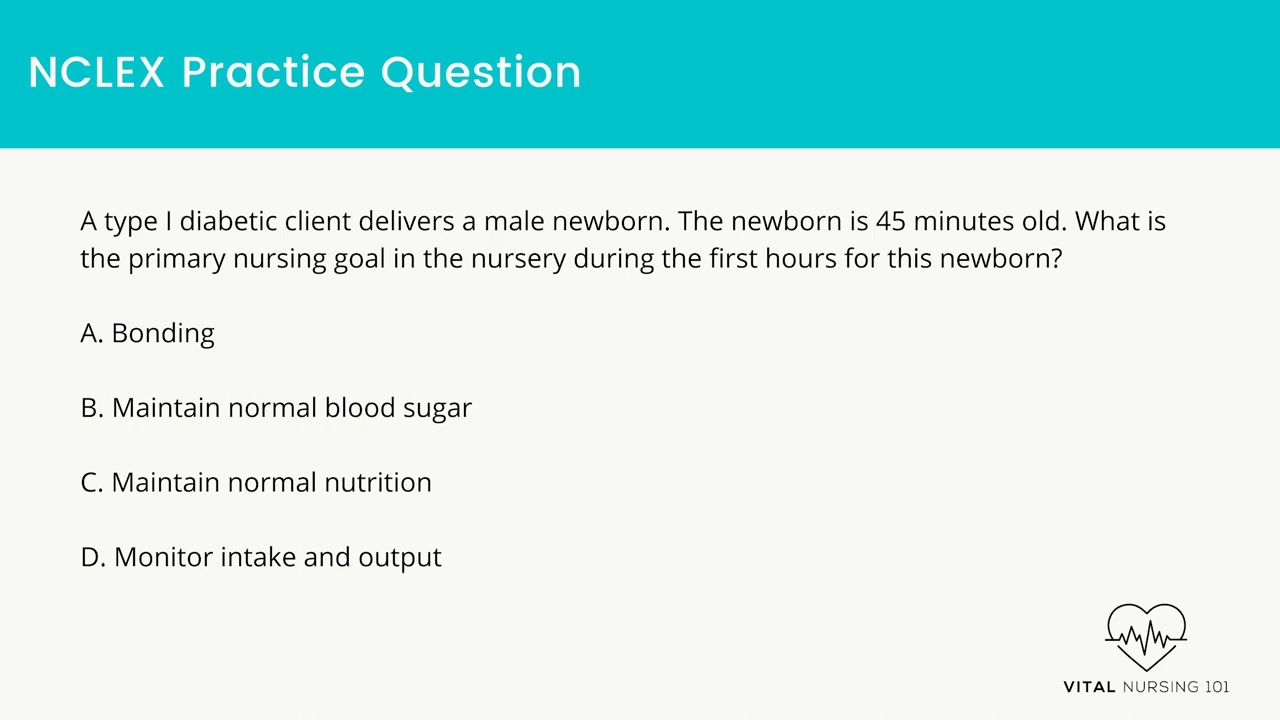 NCLEX Practice Question
A type I diabetic client delivers a male newborn. The newborn is 45 minutes old. What is
the primary nursing goal in the nursery during the first hours for this newborn?
A. Bonding
B. Maintain normal blood sugar
C. Maintain normal nutrition
D. Monitor intake and output
VITAL NURSING 101